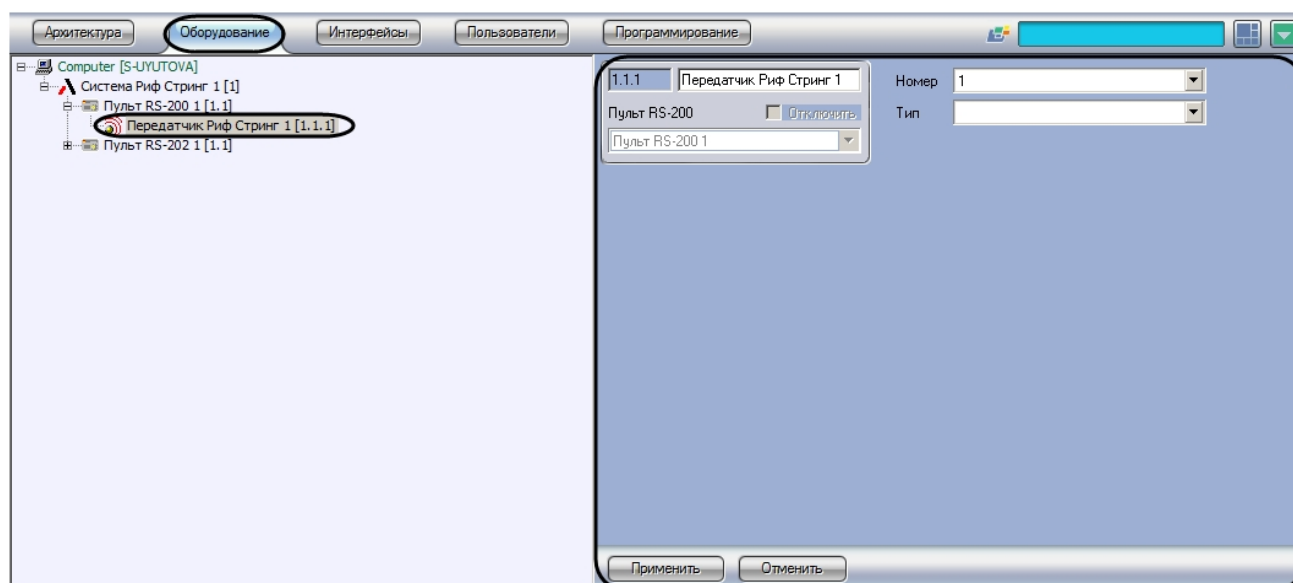 Архитектура Оборудование Интерфейсы Пользователи Программирование
Computer [S-UYUTOVA]
Система Риф Стринг 1 [1]
Пульт RS-200 1 [1.1]
Передатчик Риф Стринг 1 [1.1.1]
Пульт RS-202 1 [1.1]
1.1.1 Передатчик Риф Стринг 1 Номер 1
Пульт RS-200 Отключить Тип
Пульт RS-200 1
Применить Отменить